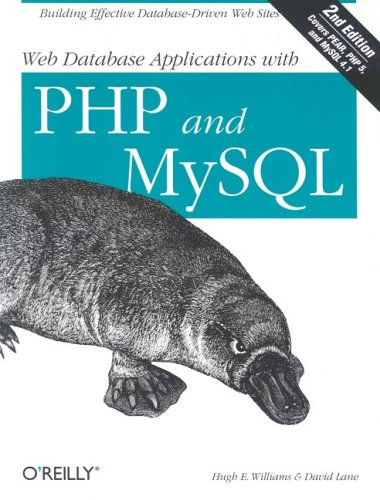 Building Effective Database-Driven Web Sites
2nd Edition
Covers PEAR, PHP 5,
and MySQL 4.1
Web Database Applications with
PHP and
MySQL
O'REILLY®
Hugh E. Williams & David Lane